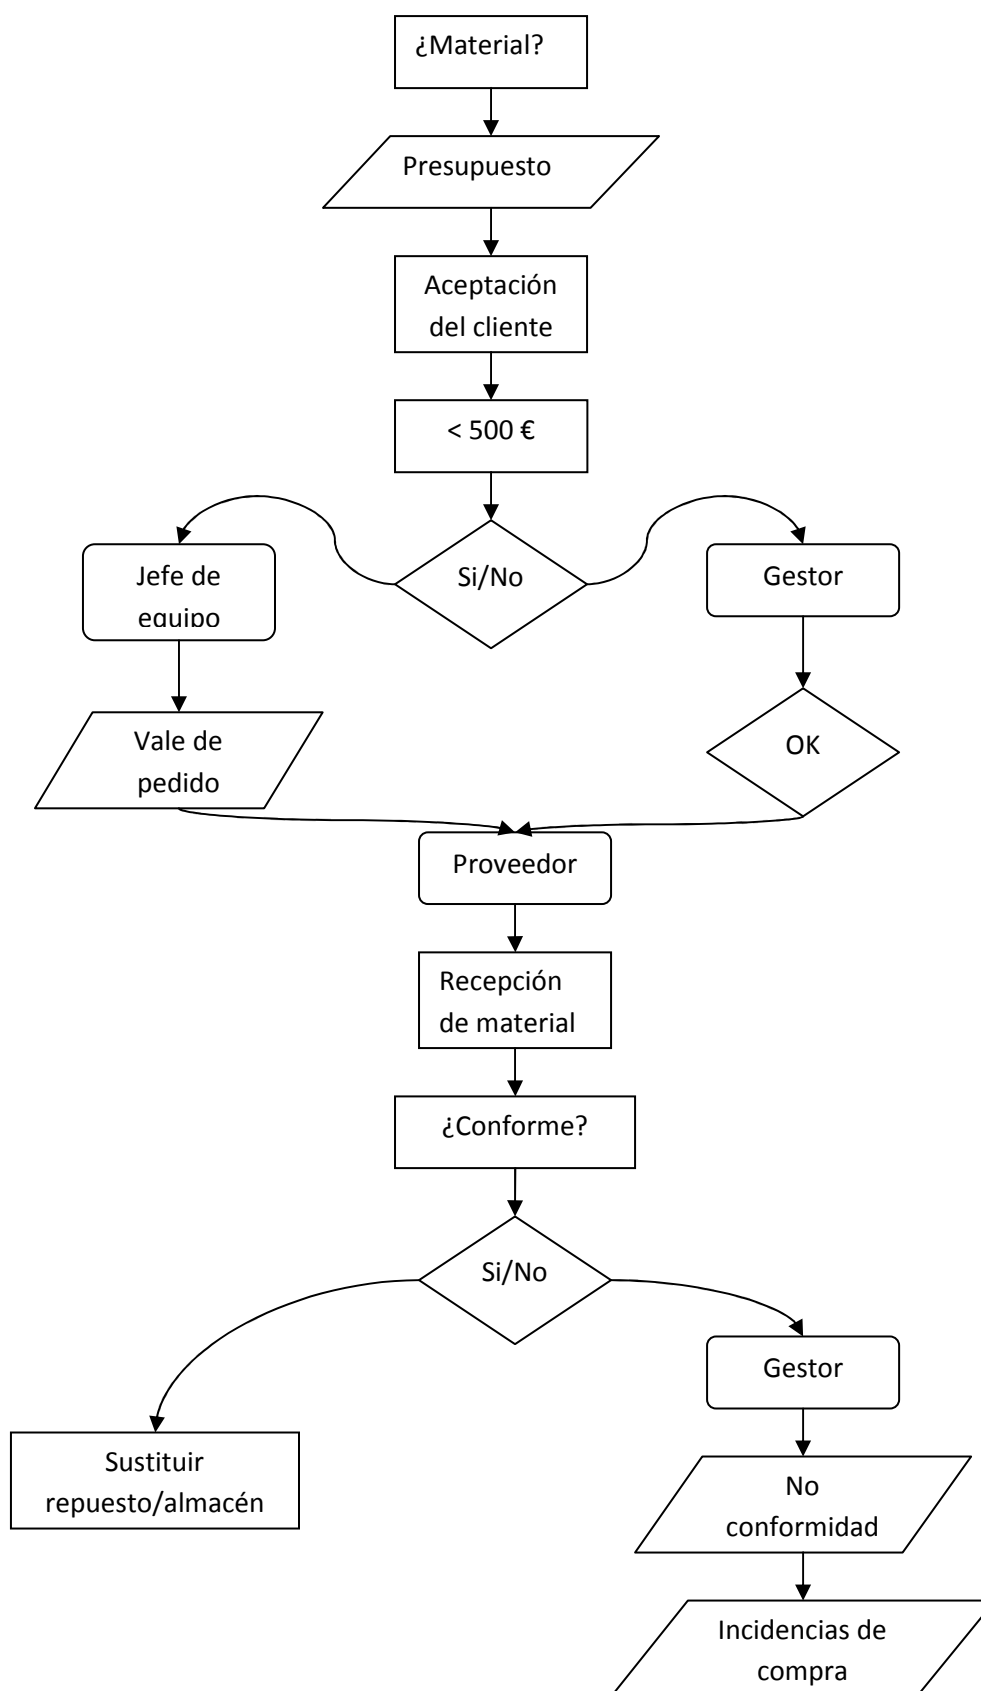 ¿Material?
Presupuesto
Aceptación
del cliente
< 500 €
Si/No
Jefe de
equipo
Gestor
Vale de
pedido
OK
Proveedor
Recepción
de material
¿Conforme?
Si/No
Gestor
Sustituir
repuesto/almacén
No
conformidad
Incidencias de
compra